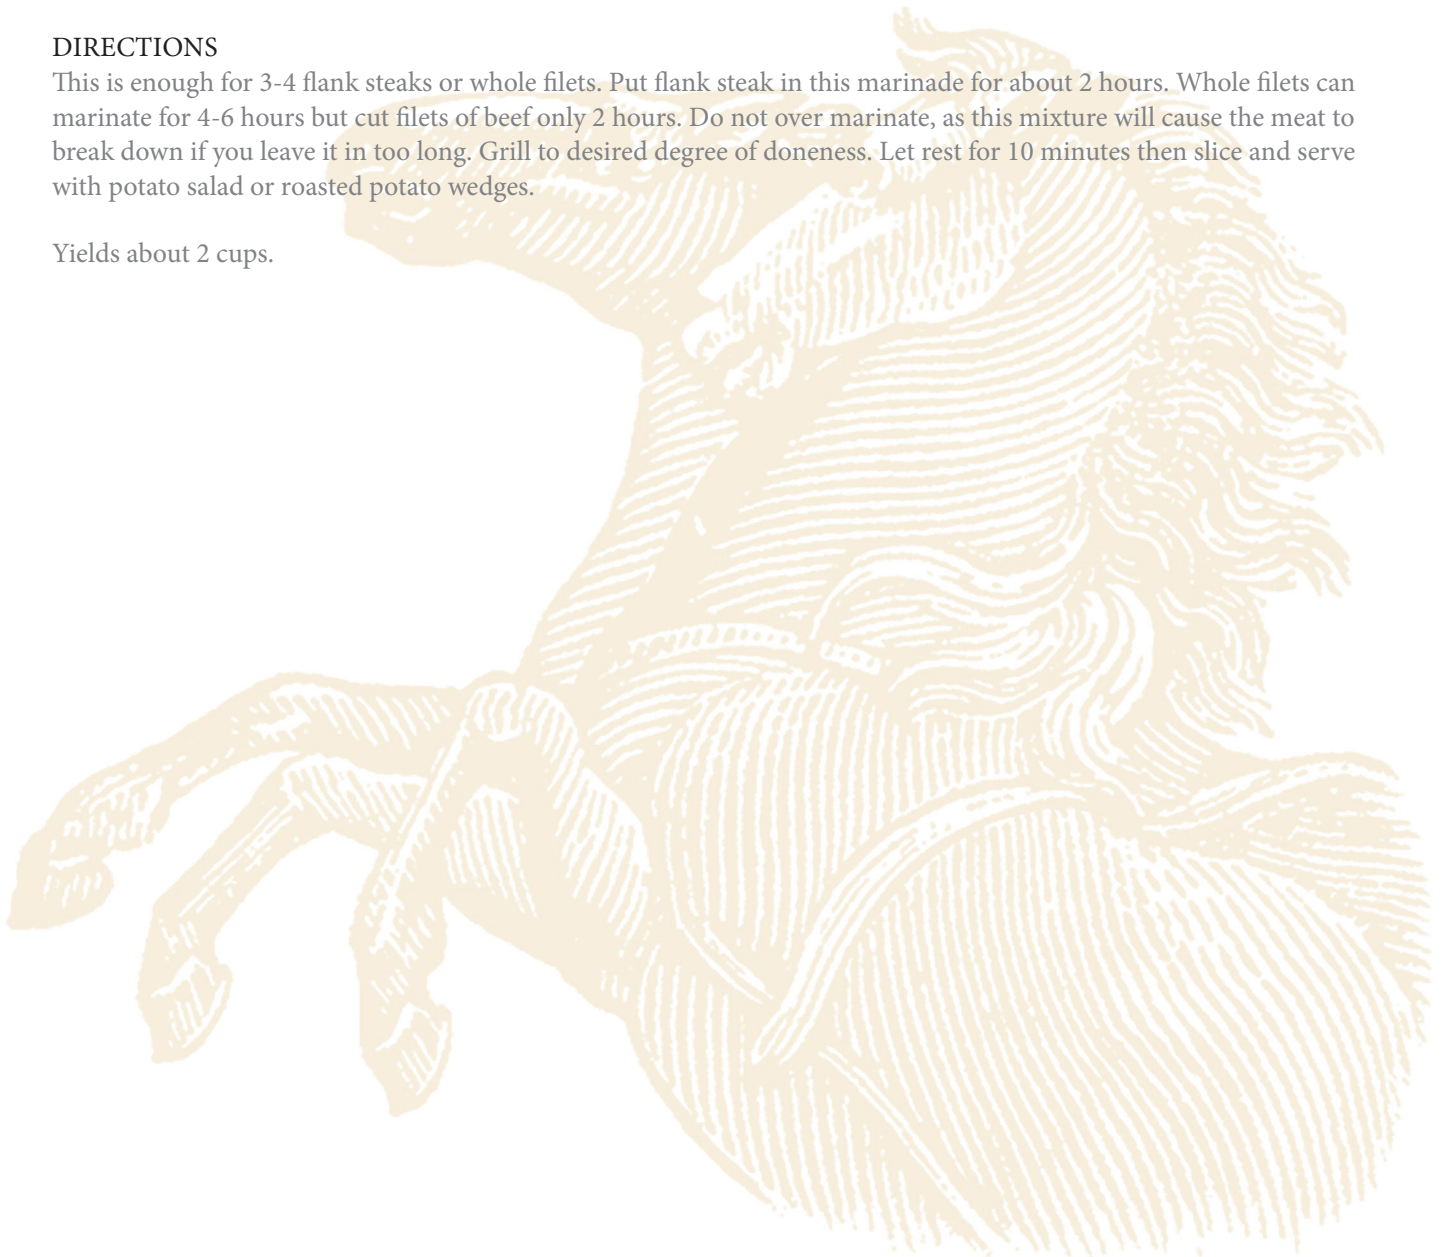 DIRECTIONS
This is enough for 3-4 flank steaks or whole filets. Put flank steak in this marinade for about 2 hours. Whole filets can
marinate for 4-6 hours but cut filets of beef only 2 hours. Do not over marinate, as this mixture will cause the meat to
break down if you leave it in too long. Grill to desired degree of doneness. Let rest for 10 minutes then slice and serve
with potato salad or roasted potato wedges.
Yields about 2 cups.